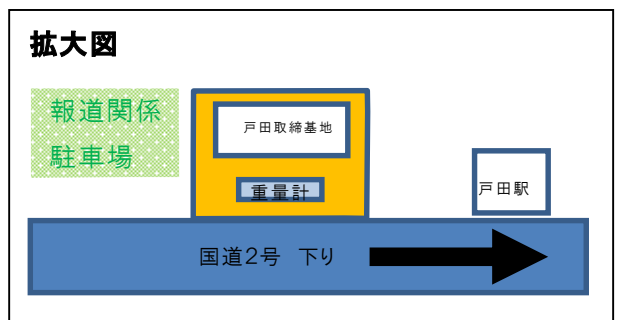 拡大図
報道関係
駐車場
戸田取締基地
重量計
戸田駅
国道2号 下り